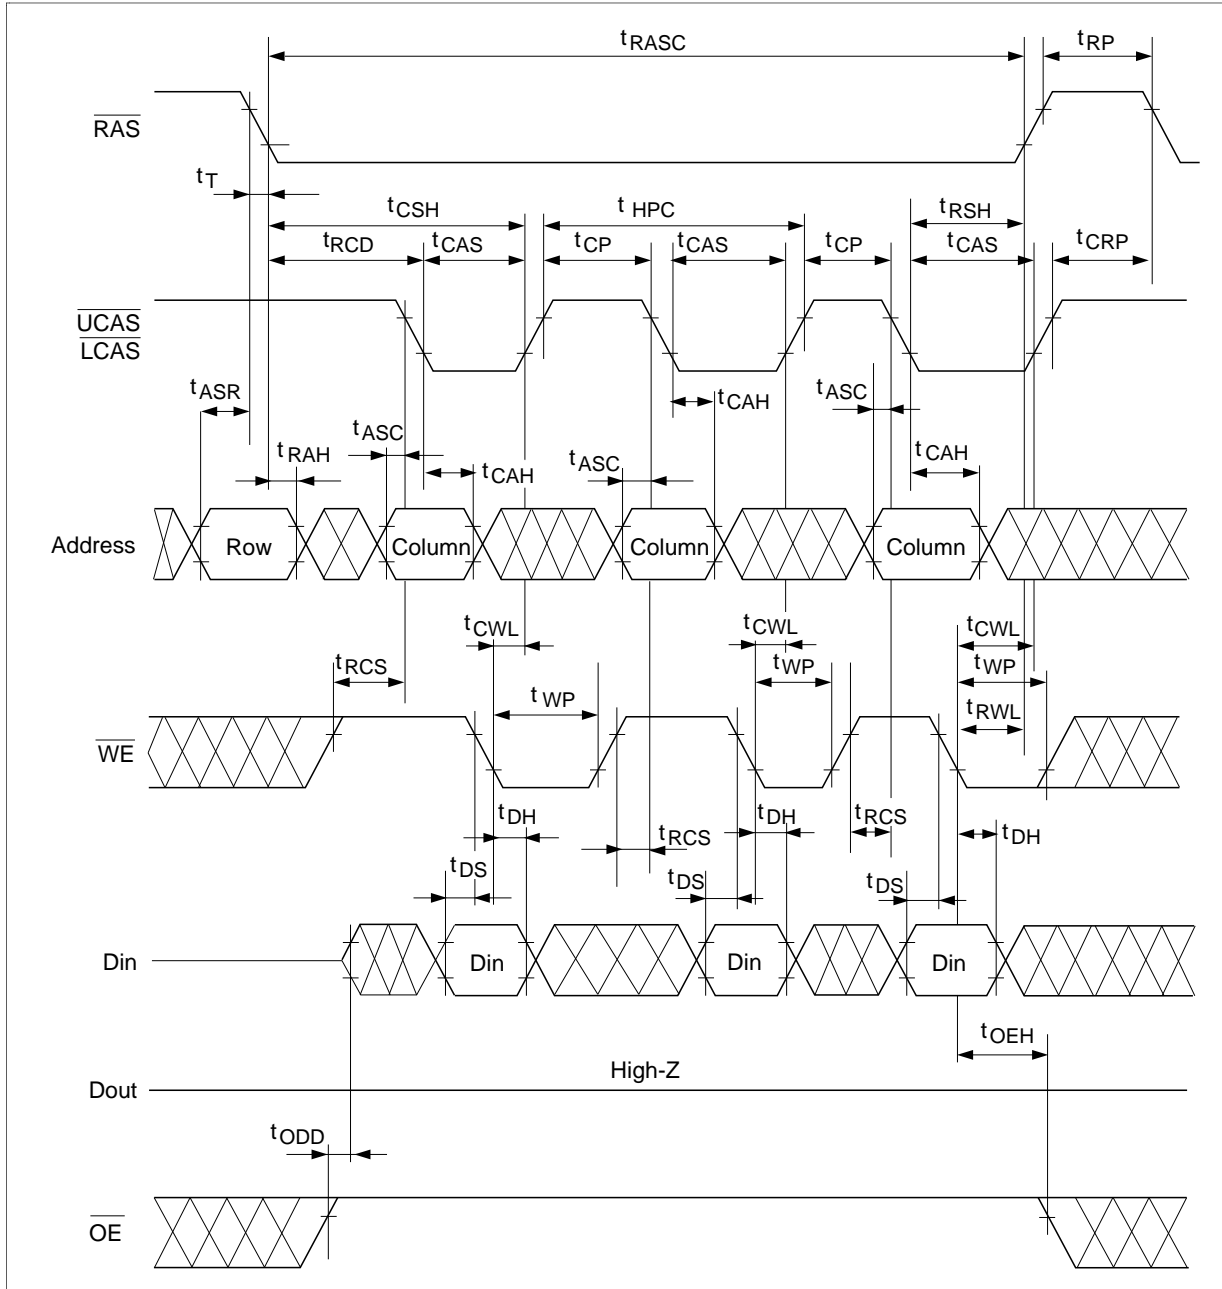 tRASC tRP
RAS
tT
tCSH tHPC tRSH
tRCD tCAS tCP tCAS tCP tCAS tCRP
UCAS
LCAS
tASR tASC tRAH tCAH tASC tCAH tASC tCAH
Address Row Column Column Column
tCWL tCWL tCWL
tRCS tWP tWP tWP
tRWL
WE
tDH tRCS tDH tRCS tDH
tDS tDS tDS
Din Din Din Din
tOEH
High-Z
Dout
tODD
OE